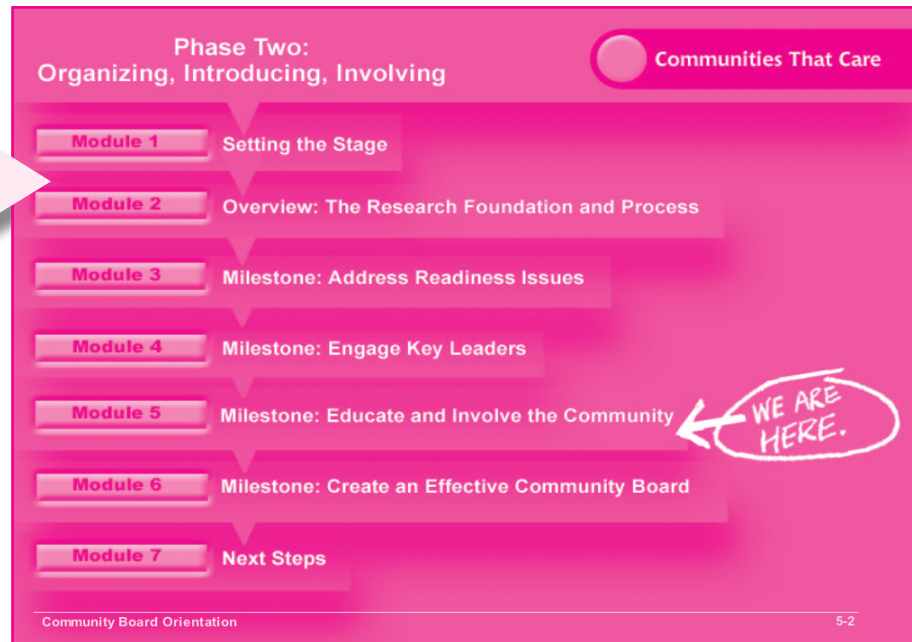 Phase Two:
Organizing, Introducing, Involving
Communities That Care
Module 1
Setting the Stage
Module 2
Overview: The Research Foundation and Process
Module 3
Milestone: Address Readiness Issues
Module 4
Milestone: Engage Key Leaders
Module 5
Milestone: Educate and Involve the Community
WE ARE
HERE.
Module 6
Milestone: Create an Effective Community Board
Module 7
Next Steps
Community Board Orientation
5-2